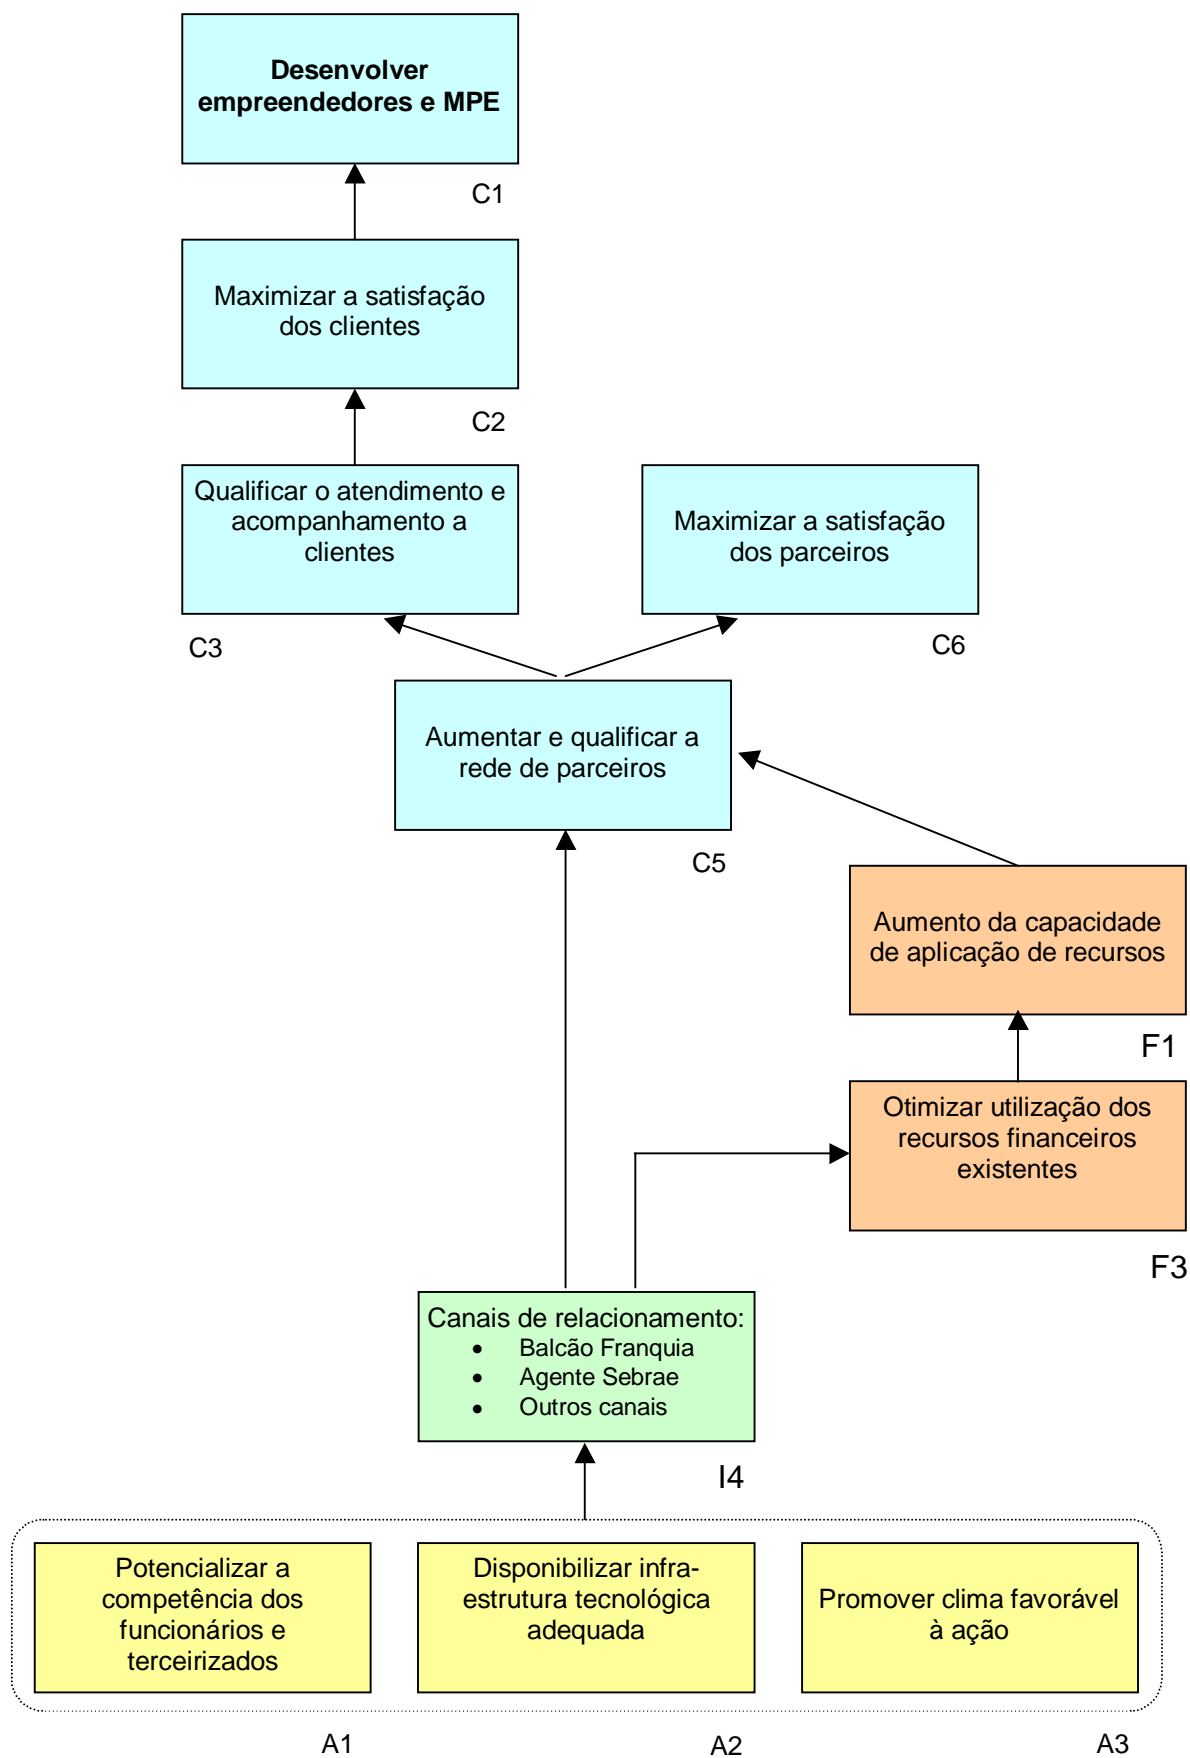 Desenvolver
empreendedores e MPE
C1
Maximizar a satisfação
dos clientes
C2
Qualificar o atendimento e
acompanhamento a
clientes
C3
Maximizar a satisfação
dos parceiros
C6
Aumentar e qualificar a
rede de parceiros
C5
Aumento da capacidade
de aplicação de recursos
F1
Otimizar utilização dos
recursos financeiros
existentes
F3
Canais de relacionamento:
• Balcão Franquia
• Agente Sebrae
• Outros canais
I4
Potencializar a
competência dos
funcionários e
terceirizados
A1
Disponibilizar infra-
estrutura tecnológica
adequada
A2
Promover clima favorável
à ação
A3